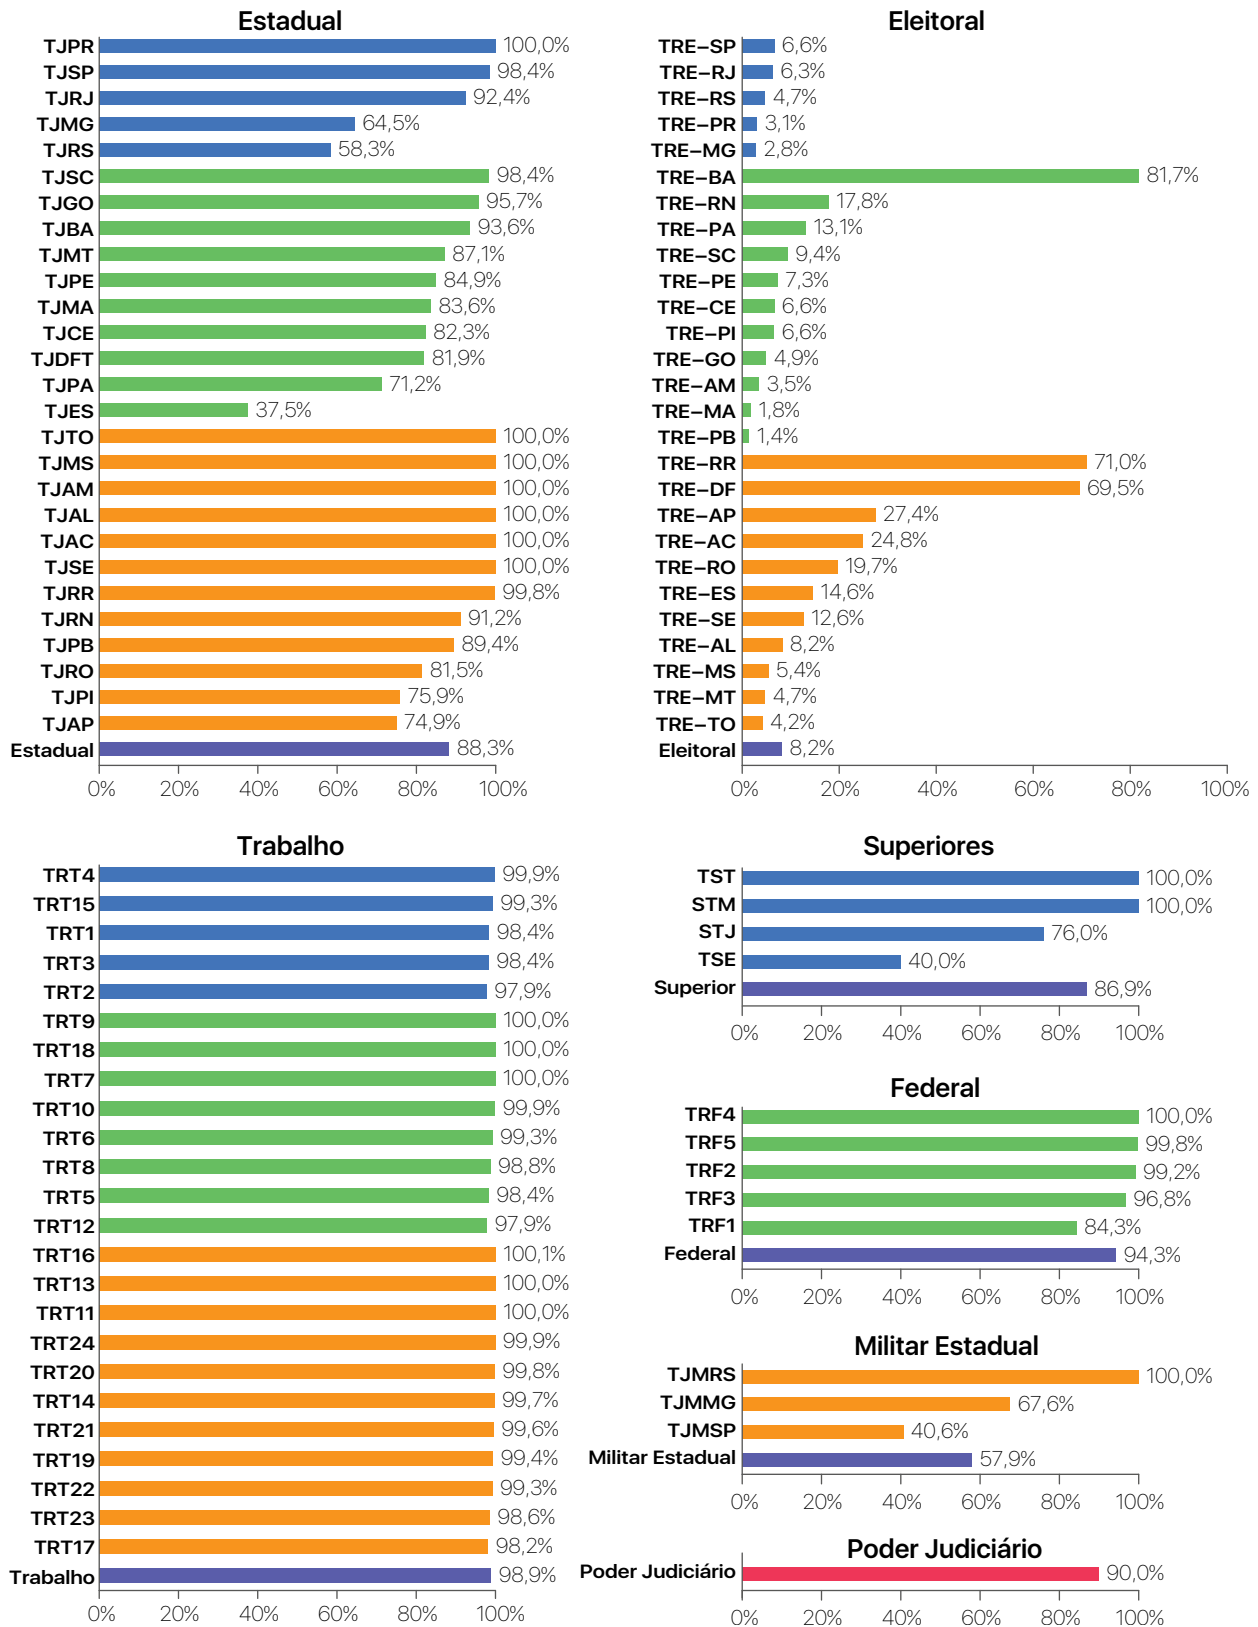 Estadual
TJPR 100,0%
TJSP 98,4%
TJRJ 92,4%
TJMG 64,5%
TJRS 58,3%
TJSC 98,4%
TJGO 95,7%
TJBA 93,6%
TJMT 87,1%
TJPE 84,9%
TJMA 83,6%
TJCE 82,3%
TJDFT 81,9%
TJPA 71,2%
TJES 37,5%
TJTO 100,0%
TJMS 100,0%
TJAM 100,0%
TJAL 100,0%
TJAC 100,0%
TJSE 100,0%
TJRR 99,8%
TJRN 91,2%
TJPB 89,4%
TJRO 81,5%
TJPI 75,9%
TJAP 74,9%
Estadual 88,3%
0% 20% 40% 60% 80% 100%
Eleitoral
TRE–SP 6,6%
TRE–RJ 6,3%
TRE–RS 4,7%
TRE–PR 3,1%
TRE–MG 2,8%
TRE–BA 81,7%
TRE–RN 17,8%
TRE–PA 13,1%
TRE–SC 9,4%
TRE–PE 7,3%
TRE–CE 6,6%
TRE–PI 6,6%
TRE–GO 4,9%
TRE–AM 3,5%
TRE–MA 1,8%
TRE–PB 1,4%
TRE–RR 71,0%
TRE–DF 69,5%
TRE–AP 27,4%
TRE–AC 24,8%
TRE–RO 19,7%
TRE–ES 14,6%
TRE–SE 12,6%
TRE–AL 8,2%
TRE–MS 5,4%
TRE–MT 4,7%
TRE–TO 4,2%
Eleitoral 8,2%
0% 20% 40% 60% 80% 100%
Trabalho
TRT4 99,9%
TRT15 99,3%
TRT1 98,4%
TRT3 98,4%
TRT2 97,9%
TRT9 100,0%
TRT18 100,0%
TRT7 100,0%
TRT10 99,9%
TRT6 99,3%
TRT8 98,8%
TRT5 98,4%
TRT12 97,9%
TRT16 100,1%
TRT13 100,0%
TRT11 100,0%
TRT24 99,9%
TRT20 99,8%
TRT14 99,7%
TRT21 99,6%
TRT19 99,4%
TRT22 99,3%
TRT23 98,6%
TRT17 98,2%
Trabalho 98,9%
0% 20% 40% 60% 80% 100%
Superiores
TST 100,0%
STM 100,0%
STJ 76,0%
TSE 40,0%
Superior 86,9%
0% 20% 40% 60% 80% 100%
Federal
TRF4 100,0%
TRF5 99,8%
TRF2 99,2%
TRF3 96,8%
TRF1 84,3%
Federal 94,3%
0% 20% 40% 60% 80% 100%
Militar Estadual
TJMRS 100,0%
TJMMG 67,6%
TJMSP 40,6%
Militar Estadual 57,9%
0% 20% 40% 60% 80% 100%
Poder Judiciário
Poder Judiciário 90,0%
0% 20% 40% 60% 80% 100%